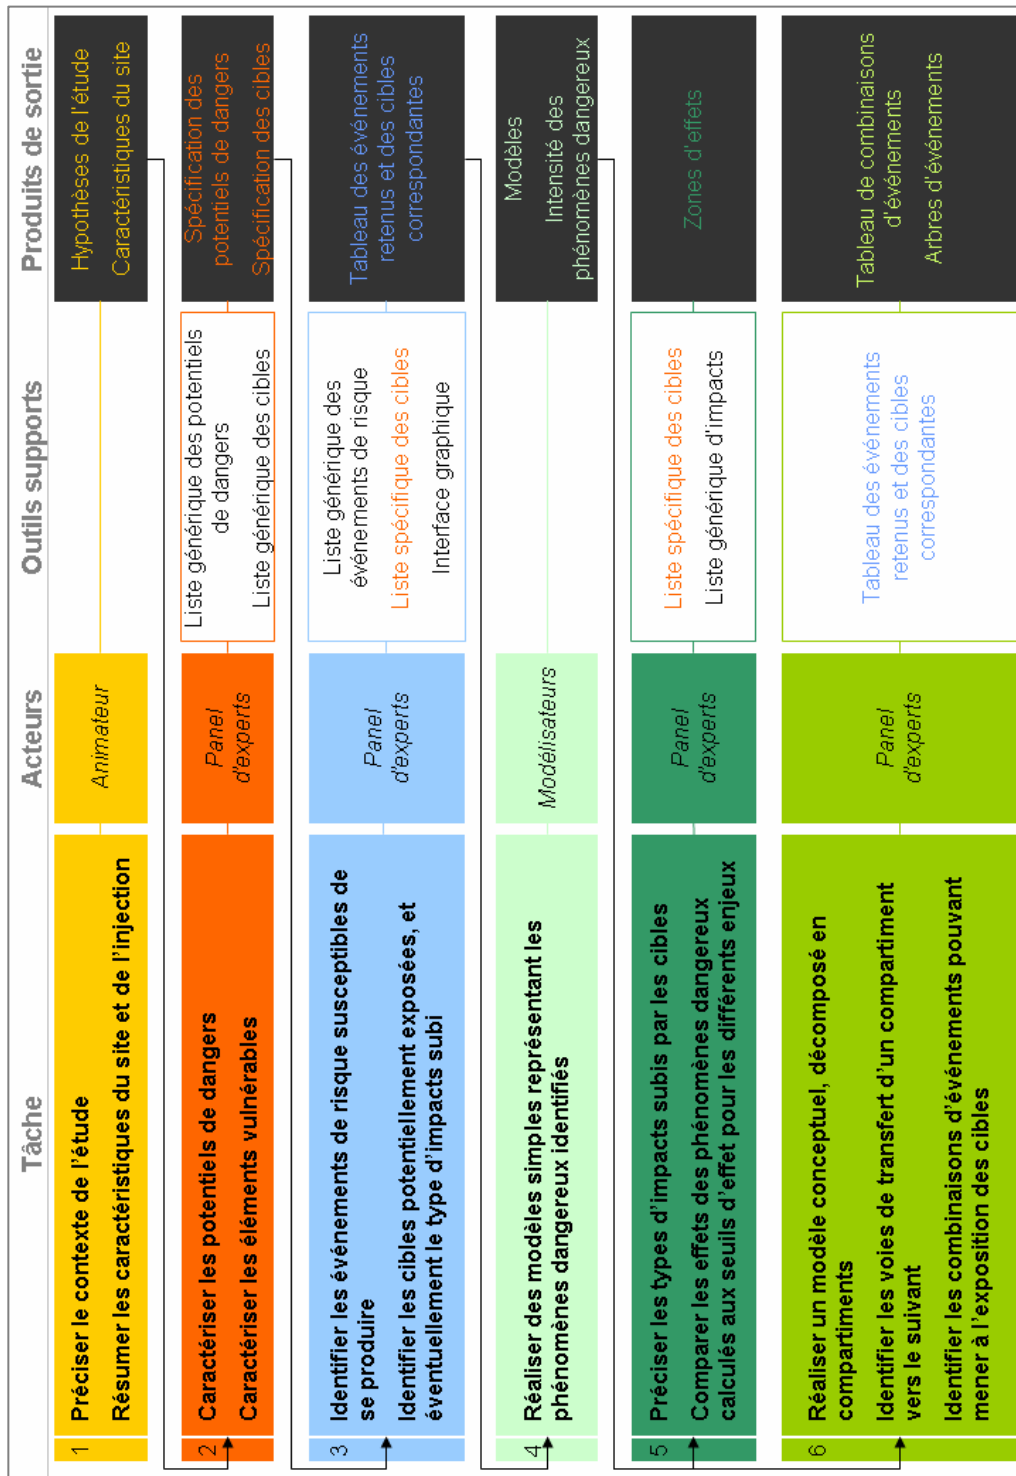 Tâche
Acteurs
Outils supports
Produits de sortie
1
Préciser le contexte de l'étude
Résumer les caractéristiques du site et de l'injection
Animateur
Hypothèses de l'étude
Caractéristiques du site
2
Caractériser les potentiels de dangers
Caractériser les éléments vulnérables
Panel
d'experts
Liste générique des potentiels
de dangers
Liste générique des cibles
Spécification des
potentiels de dangers
Spécification des cibles
3
Identifier les événements de risque susceptibles de
se produire
Identifier les cibles potentiellement exposées, et
éventuellement le type d'impacts subi
Panel
d'experts
Liste générique des
événements de risque
Liste spécifique des cibles
Interface graphique
Tableau des événements
retenus et des cibles
correspondantes
4
Réaliser des modèles simples représentant les
phénomènes dangereux identifiés
Modélisateurs
Modèles
Intensité des
phénomènes dangereux
5
Préciser les types d'impacts subis par les cibles
Comparer les effets des phénomènes dangereux
calculés aux seuils d'effet pour les différents enjeux
Panel
d'experts
Liste spécifique des cibles
Liste générique d'impacts
Zones d'effets
6
Réaliser un modèle conceptuel, décomposé en
compartiments
Identifier les voies de transfert d'un compartiment
vers le suivant
Identifier les combinaisons d'événements pouvant
mener à l'exposition des cibles
Panel
d'experts
Tableau des événements
retenus et des cibles
correspondantes
Tableau de combinaisons
d'événements
Arbres d'événements